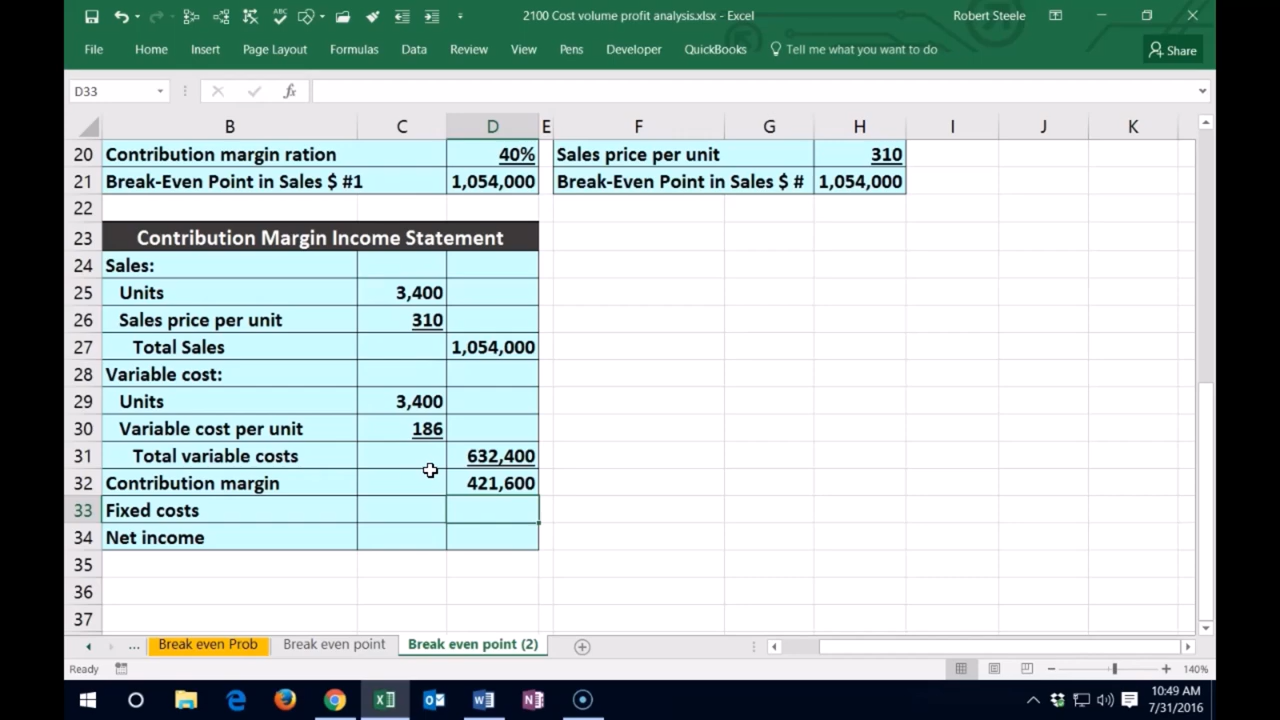 2100 Cost volume profit analysis.xlsx - Excel
Robert Steele
File Home Insert Page Layout Formulas Data Review View Pens Developer QuickBooks Tell me what you want to do Share
D33 fx
B C D E F G H I J K
20 Contribution margin ration 40% Sales price per unit 310
21 Break-Even Point in Sales $ #1 1,054,000 Break-Even Point in Sales $ # 1,054,000
22
23 Contribution Margin Income Statement
24 Sales:
25 Units 3,400
26 Sales price per unit 310
27 Total Sales 1,054,000
28 Variable cost:
29 Units 3,400
30 Variable cost per unit 186
31 Total variable costs 632,400
32 Contribution margin 421,600
33 Fixed costs
34 Net income
35
36
37
... Break even Prob Break even point Break even point (2)
Ready 140%
10:49 AM
7/31/2016